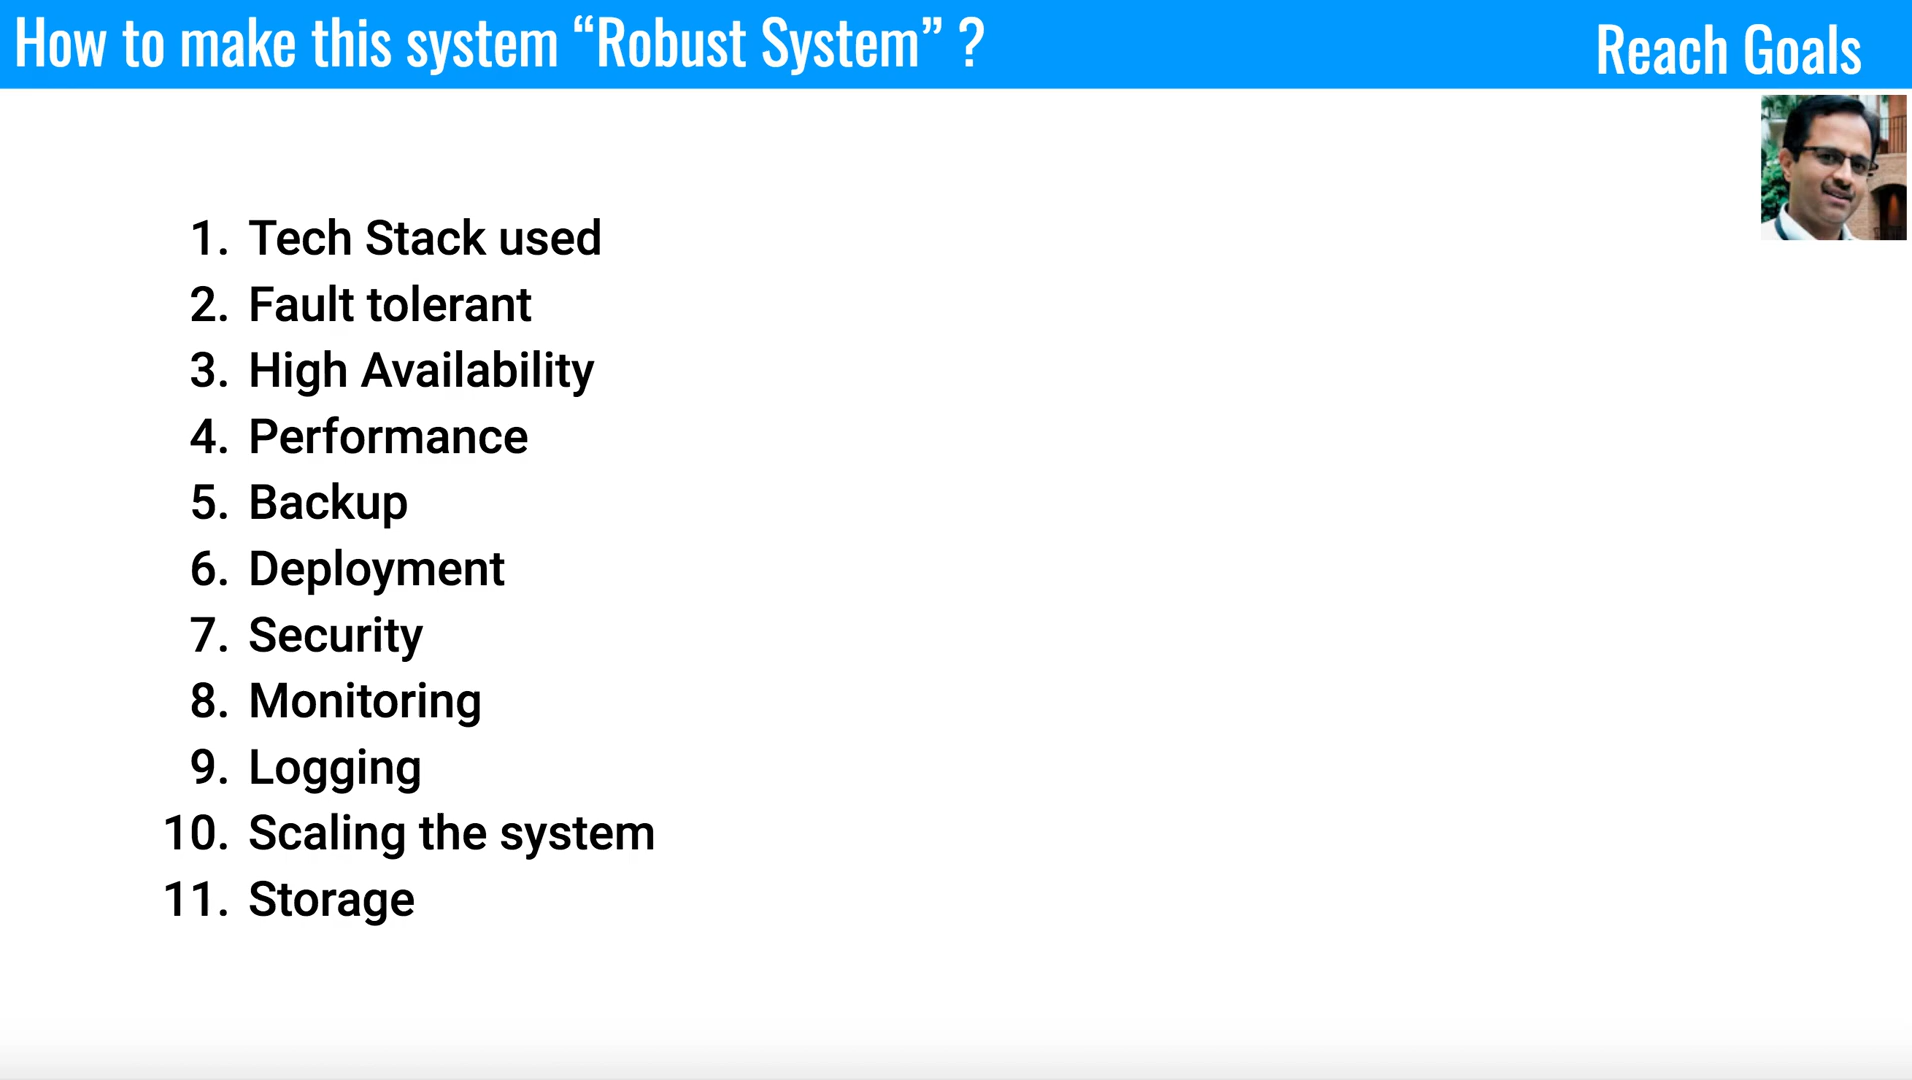 How to make this system “Robust System” ?
Reach Goals
1. Tech Stack used
2. Fault tolerant
3. High Availability
4. Performance
5. Backup
6. Deployment
7. Security
8. Monitoring
9. Logging
10. Scaling the system
11. Storage